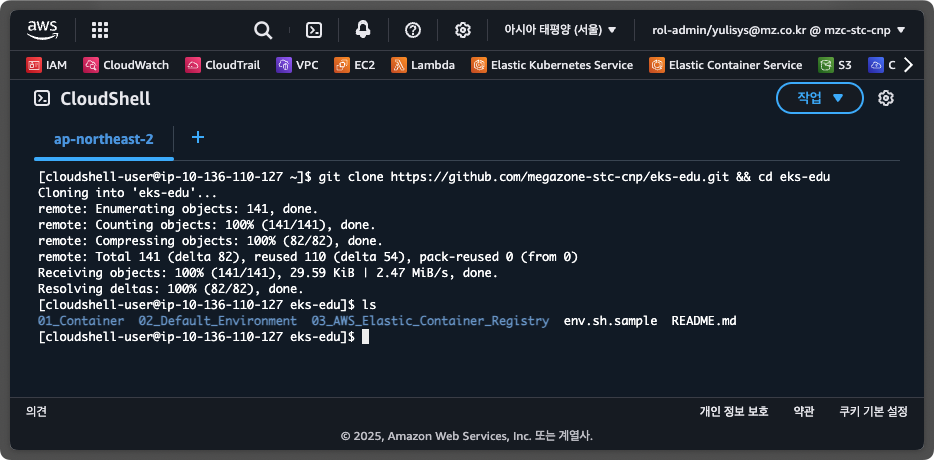 aws
아시아 태평양 (서울) ▼
rol-admin/yulisys@mz.co.kr @ mzc-stc-cnp ▼
IAM CloudWatch CloudTrail VPC EC2 Lambda Elastic Kubernetes Service Elastic Container Service S3 C
CloudShell
작업 ▼
ap-northeast-2 +
[cloudshell-user@ip-10-136-110-127 ~]$ git clone https://github.com/megazone-stc-cnp/eks-edu.git && cd eks-edu
Cloning into 'eks-edu'...
remote: Enumerating objects: 141, done.
remote: Counting objects: 100% (141/141), done.
remote: Compressing objects: 100% (82/82), done.
remote: Total 141 (delta 82), reused 110 (delta 54), pack-reused 0 (from 0)
Receiving objects: 100% (141/141), 29.59 KiB | 2.47 MiB/s, done.
Resolving deltas: 100% (82/82), done.
[cloudshell-user@ip-10-136-110-127 eks-edu]$ ls
01_Container 02_Default_Environment 03_AWS_Elastic_Container_Registry env.sh.sample README.md
[cloudshell-user@ip-10-136-110-127 eks-edu]$
의견
개인 정보 보호 약관 쿠키 기본 설정
© 2025, Amazon Web Services, Inc. 또는 계열사.